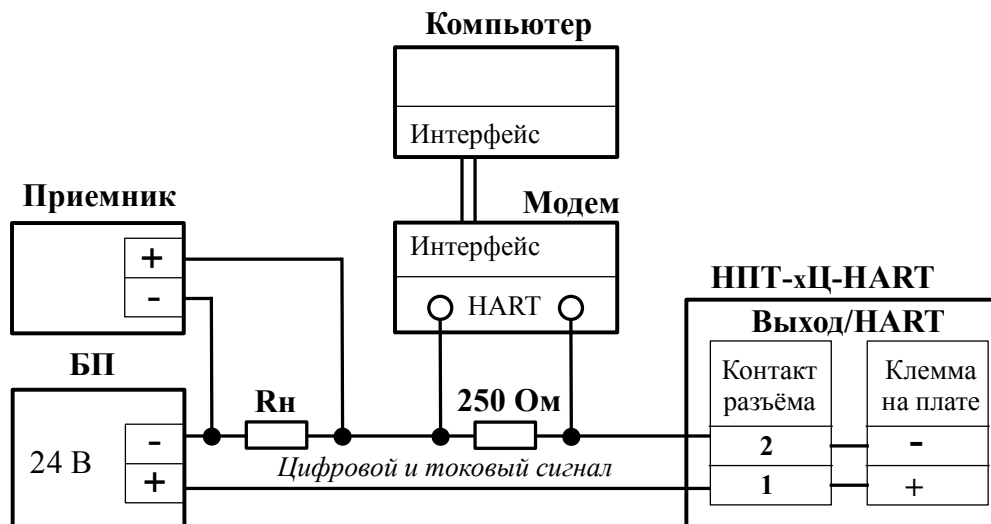 Компьютер
Интерфейс
Приемник
+
-
Модем
Интерфейс
HART
НПТ-хЦ-HART
Выход/HART
Контакт разъёма
Клемма на плате
2
-
1
+
БП
24 В
-
+
Rн
250 Ом
Цифровой и токовый сигнал